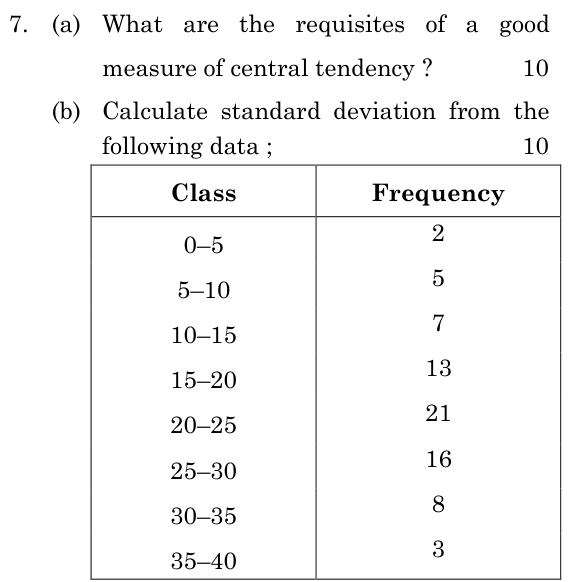 7. (a) What are the requisites of a good
measure of central tendency ? 10
(b) Calculate standard deviation from the
following data ; 10
Class Frequency
0–5 2
5–10 5
10–15 7
15–20 13
20–25 21
25–30 16
30–35 8
35–40 3